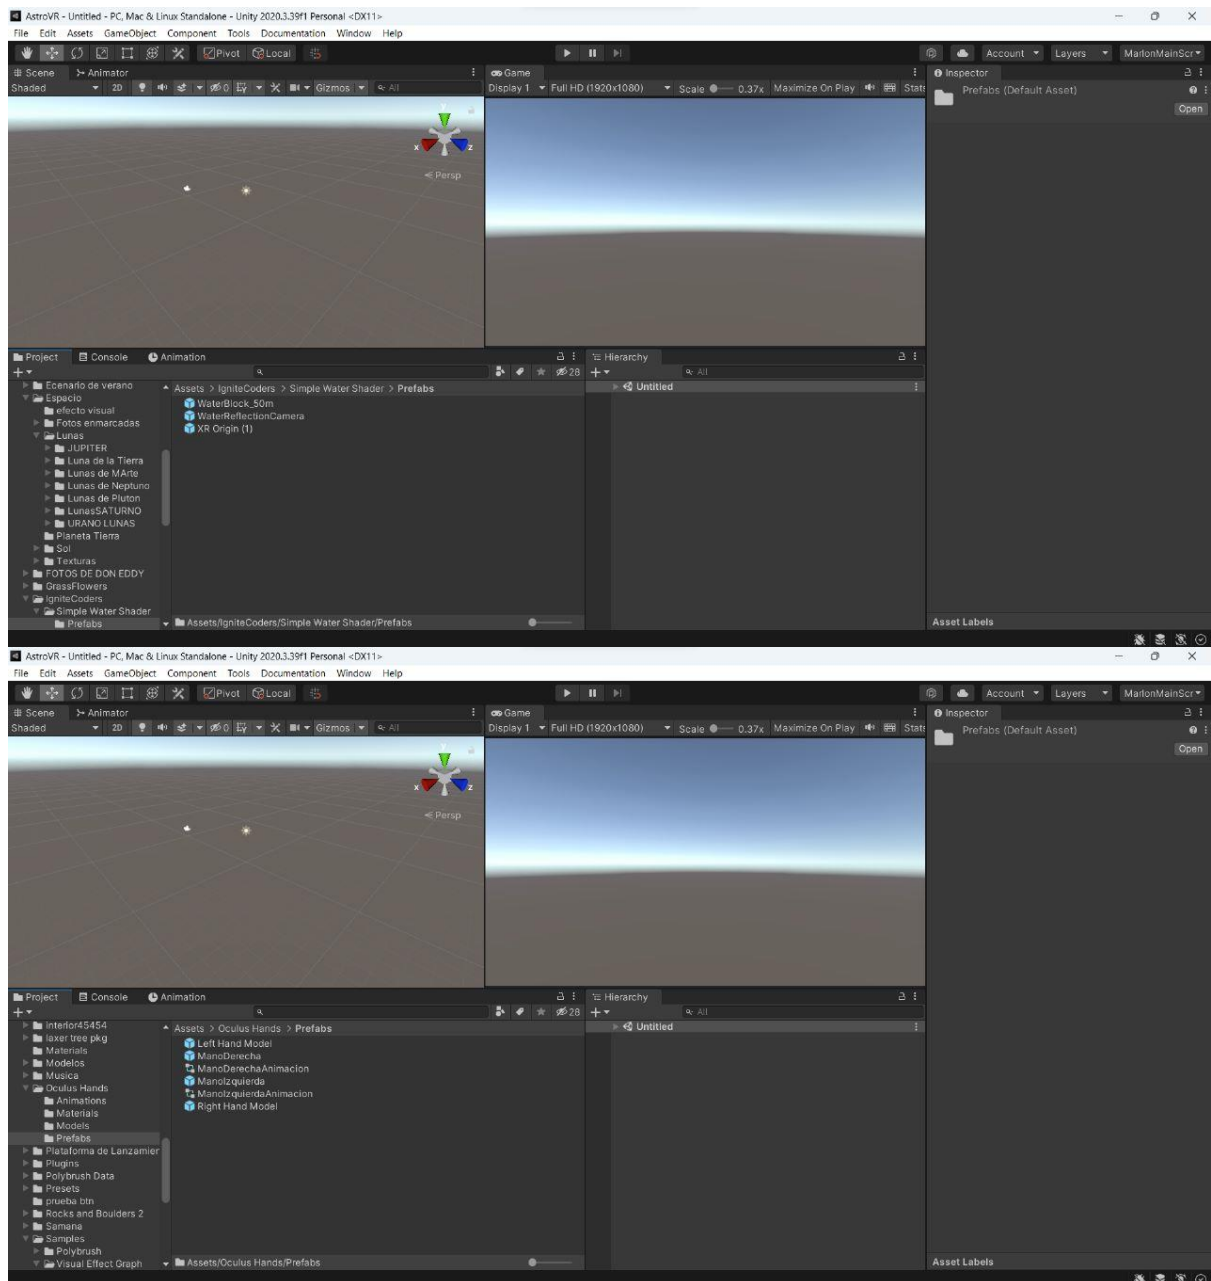 AstroVR - Untitled - PC, Mac & Linux Standalone - Unity 2020.3.39f1 Personal <DX11>
File Edit Assets GameObject Component Tools Documentation Window Help
Pivot Local Account Layers MarlonMainScr
Scene Animator Game Inspector
Shaded 2D 0 Gizmos All Display 1 Full HD (1920x1080) Scale 0.37x Maximize On Play Stats
Prefabs (Default Asset)
Open
y
x z
Persp
Project Console Animation Hierarchy
28 All
Ecenario de verano
Espacio
efecto visual
Fotos enmarcadas
Lunas
JUPITER
Luna de la Tierra
Lunas de MArte
Lunas de Neptuno
Lunas de Pluton
LunasSATURNO
URANO LUNAS
Planeta Tierra
Sol
Texturas
FOTOS DE DON EDDY
GrassFlowers
IgniteCoders
Simple Water Shader
Prefabs
Assets > IgniteCoders > Simple Water Shader > Prefabs
WaterBlock_50m
WaterReflectionCamera
XR Origin (1)
Assets/IgniteCoders/Simple Water Shader/Prefabs
Untitled
Asset Labels
AstroVR - Untitled - PC, Mac & Linux Standalone - Unity 2020.3.39f1 Personal <DX11>
File Edit Assets GameObject Component Tools Documentation Window Help
Pivot Local Account Layers MarlonMainScr
Scene Animator Game Inspector
Shaded 2D 0 Gizmos All Display 1 Full HD (1920x1080) Scale 0.37x Maximize On Play Stats
Prefabs (Default Asset)
Open
x z
Persp
Project Console Animation Hierarchy
28 All
interior45454
laxer tree pkg
Materials
Modelos
Musica
Oculus Hands
Animations
Materials
Models
Prefabs
Plataforma de Lanzamier
Plugins
Polybrush Data
Presets
prueba btn
Rocks and Boulders 2
Samana
Samples
Polybrush
Visual Effect Graph
Assets > Oculus Hands > Prefabs
Left Hand Model
ManoDerecha
ManoDerechaAnimacion
ManoIzquierda
ManoIzquierdaAnimacion
Right Hand Model
Assets/Oculus Hands/Prefabs
Untitled
Asset Labels